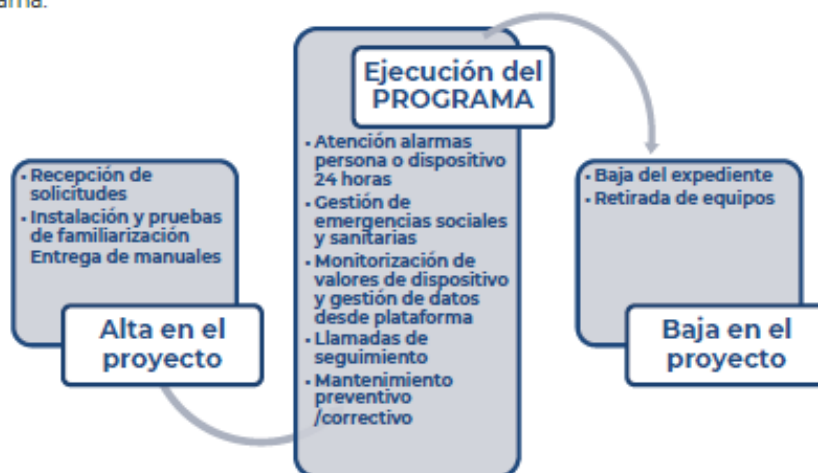 • Recepción de
solicitudes
• Instalación y pruebas
de familiarización
Entrega de manuales
Alta en el
proyecto
Ejecución del
PROGRAMA
• Atención alarmas
persona o dispositivo
24 horas
• Gestión de
emergencias sociales
y sanitarias
• Monitorización de
valores de dispositivo
y gestión de datos
desde plataforma
• Llamadas de
seguimiento
• Mantenimiento
preventivo
/correctivo
• Baja del expediente
• Retirada de equipos
Baja en el
proyecto